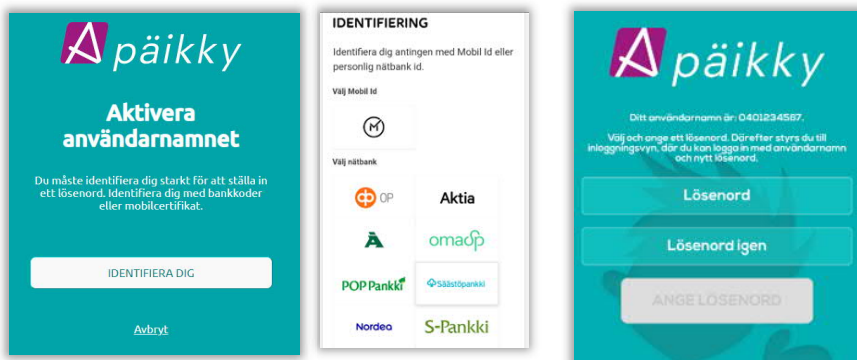 A päikky
Aktivera
användarnamnet
Du måste identifiera dig starkt för att ställa in
ett lösenord. Identifiera dig med bankkoder
eller mobilcertifikat.
IDENTIFIERA DIG
Avbryt
IDENTIFIERING
Identifiera dig antingen med Mobil Id eller
personlig nätbank id.
Välj Mobil Id
M
Välj nätbank
OP
Aktia
Å
omasp
POP Pankki
Säästöpankki
Nordea
S-Pankki
A päikky
Ditt användarnamn är: 0401234567.
Välj och ange ett lösenord. Därefter styrs du till
inloggningsvyn, där du kan logga in med användarnamn
och nytt lösenord.
Lösenord
Lösenord igen
ANGE LÖSENORD